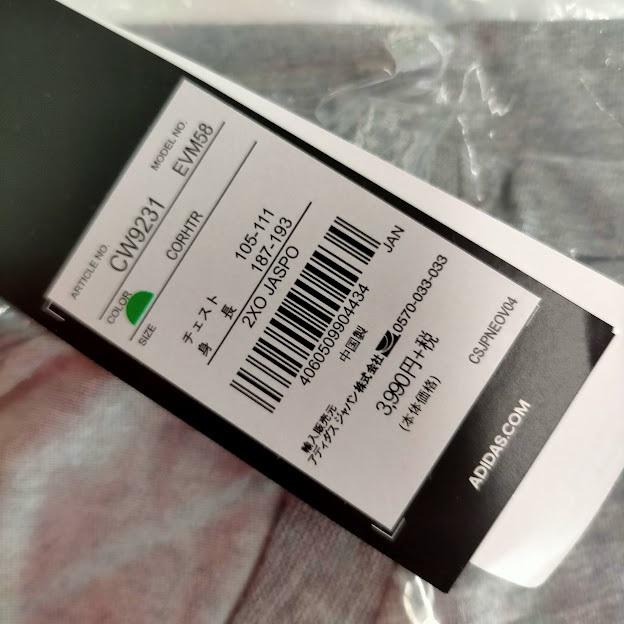 ARTICLE NO.
MODEL NO.
CW9231
EVM58
COLOR
CORHTR
SIZE
チェスト 105-111
身 長 187-193
2XO JASPO
4060509904434
JAN
中国製
輸入販売元
アディダス ジャパン株式会社 0570-033-033
3,990円+税
(本体価格)
CSJPNEOV04
ADIDAS.COM